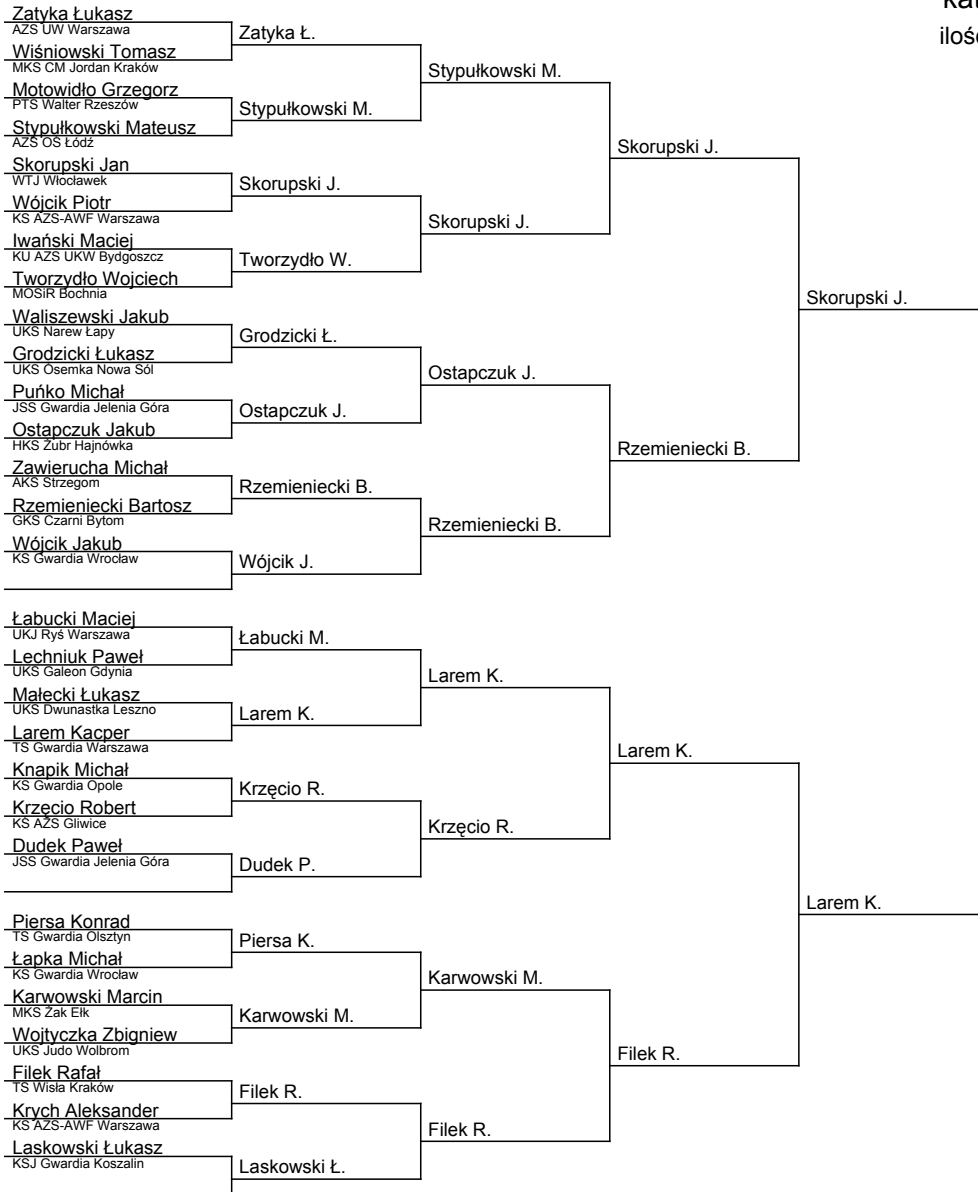 kat
ilość
Zatyka Łukasz
AZS UW Warszawa
Wiśniowski Tomasz
MKS CM Jordan Kraków
Motowidło Grzegorz
PTS Walter Rzeszów
Stypułkowski Mateusz
AZS OŚ Łódź
Skorupski Jan
WTJ Włocławek
Wójcik Piotr
KS AZS-AWF Warszawa
Iwański Maciej
KU AZS UKW Bydgoszcz
Tworzydło Wojciech
MOSiR Bochnia
Waliszewski Jakub
UKS Narew Łapy
Grodzicki Łukasz
UKS Ósemka Nowa Sól
Puńko Michał
JSS Gwardia Jelenia Góra
Ostapczuk Jakub
HKS Żubr Hajnówka
Zawierucha Michał
AKS Strzegom
Rzemieniecki Bartosz
GKS Czarni Bytom
Wójcik Jakub
KS Gwardia Wrocław
Łabucki Maciej
UKJ Ryś Warszawa
Lechniuk Paweł
UKS Galeon Gdynia
Małecki Łukasz
UKS Dwunastka Leszno
Larem Kacper
TS Gwardia Warszawa
Knapik Michał
KS Gwardia Opole
Krzęcio Robert
KS AZS Gliwice
Dudek Paweł
JSS Gwardia Jelenia Góra
Piersa Konrad
TS Gwardia Olsztyn
Łapka Michał
KS Gwardia Wrocław
Karwowski Marcin
MKS Żak Ełk
Wojtyczka Zbigniew
UKS Judo Wolbrom
Filek Rafał
TS Wisła Kraków
Krych Aleksander
KS AZS-AWF Warszawa
Laskowski Łukasz
KSJ Gwardia Koszalin
Zatyka Ł.
Stypułkowski M.
Skorupski J.
Tworzydło W.
Grodzicki Ł.
Ostapczuk J.
Rzemieniecki B.
Wójcik J.
Łabucki M.
Larem K.
Krzęcio R.
Dudek P.
Piersa K.
Karwowski M.
Filek R.
Laskowski Ł.
Stypułkowski M.
Skorupski J.
Ostapczuk J.
Rzemieniecki B.
Larem K.
Krzęcio R.
Karwowski M.
Filek R.
Skorupski J.
Rzemieniecki B.
Larem K.
Filek R.
Skorupski J.
Larem K.